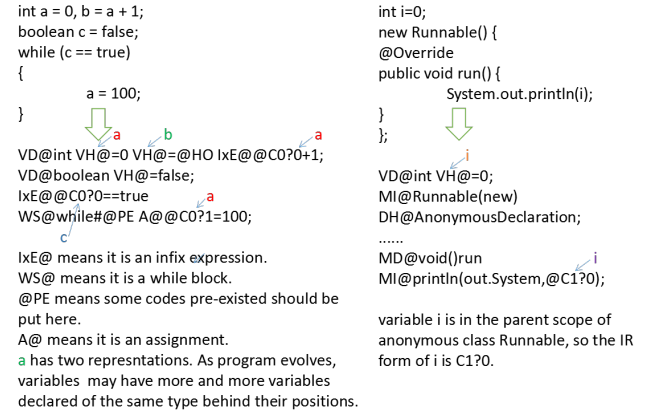 int a = 0, b = a + 1;
boolean c = false;
while (c == true)
{
a = 100;
}
a
b
a
VD@int VH@=0 VH@=@HO IxE@@C0?0+1;
VD@boolean VH@=false;
IxE@@C0?0==true
a
WS@while#@PE A@@C0?1=100;
c
IxE@ means it is an infix expression.
WS@ means it is a while block.
@PE means some codes pre-existed should be
put here.
A@ means it is an assignment.
a has two represntations. As program evolves,
variables may have more and more variables
declared of the same type behind their positions.
int i=0;
new Runnable() {
@Override
public void run() {
System.out.println(i);
}
};
i
VD@int VH@=0;
MI@Runnable(new)
DH@AnonymousDeclaration;
......
MD@void()run
i
MI@println(out.System,@C1?0);
variable i is in the parent scope of
anonymous class Runnable, so the IR
form of i is C1?0.